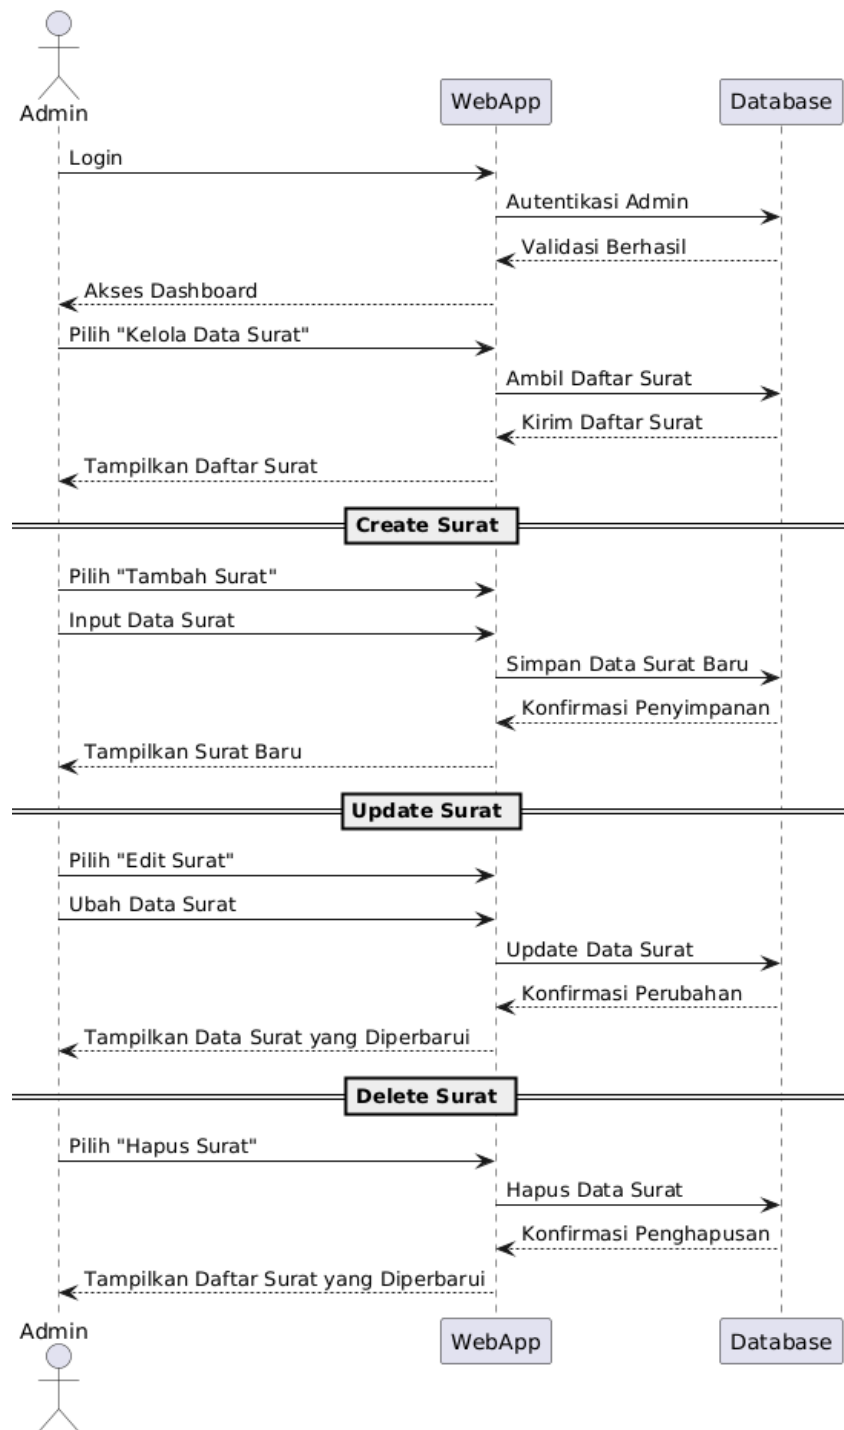 Admin
WebApp
Database
Login
Autentikasi Admin
Validasi Berhasil
Akses Dashboard
Pilih "Kelola Data Surat"
Ambil Daftar Surat
Kirim Daftar Surat
Tampilkan Daftar Surat
Create Surat
Pilih "Tambah Surat"
Input Data Surat
Simpan Data Surat Baru
Konfirmasi Penyimpanan
Tampilkan Surat Baru
Update Surat
Pilih "Edit Surat"
Ubah Data Surat
Update Data Surat
Konfirmasi Perubahan
Tampilkan Data Surat yang Diperbarui
Delete Surat
Pilih "Hapus Surat"
Hapus Data Surat
Konfirmasi Penghapusan
Tampilkan Daftar Surat yang Diperbarui
Admin
WebApp
Database